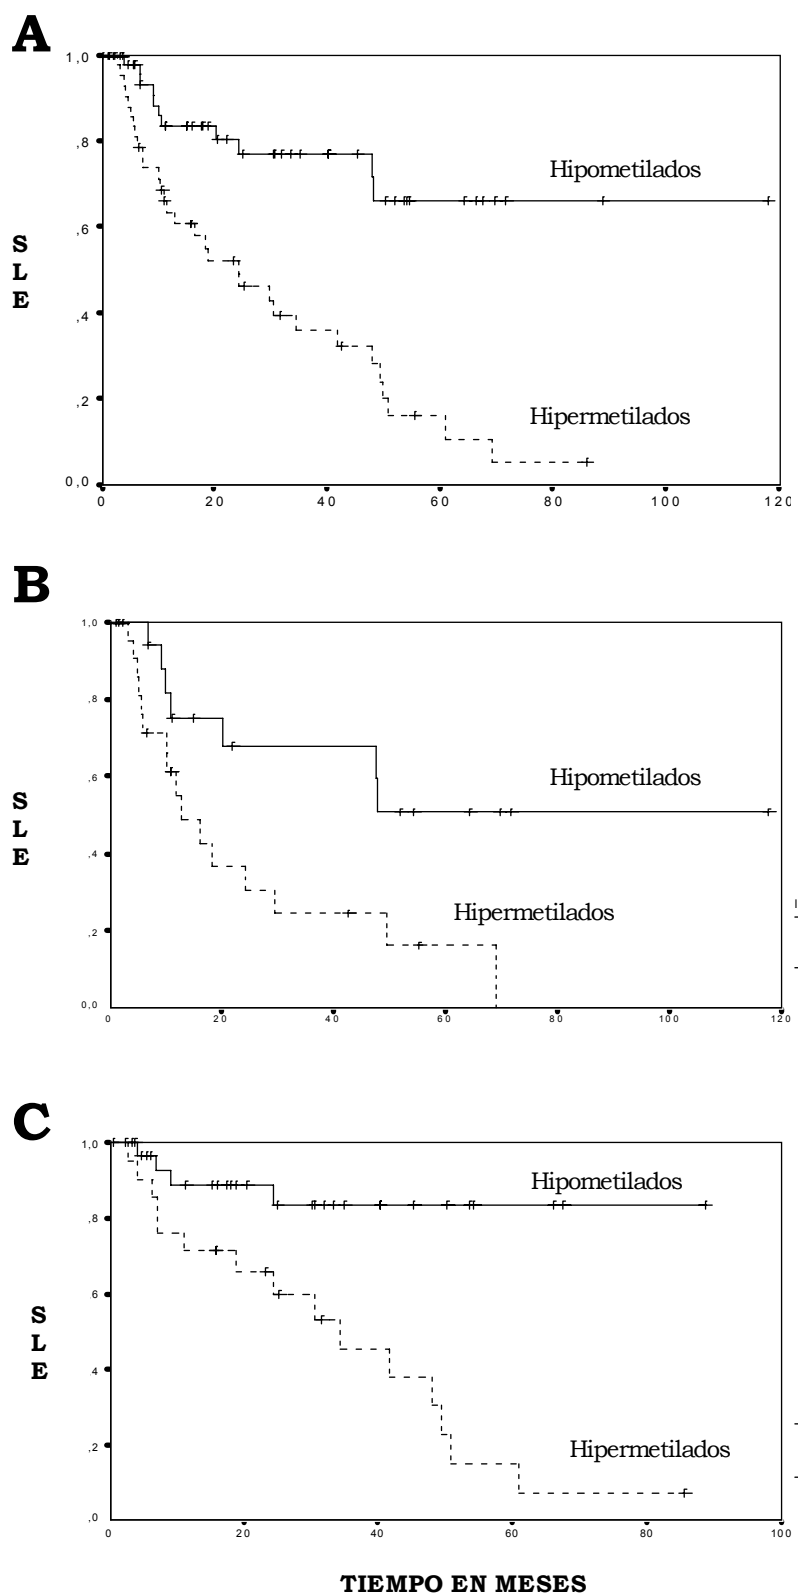 A
1,0
,8
,6
,4
,2
0,0
S
L
E
Hipometilados
Hipermetilados
0 20 40 60 80 100 120
B
1,0
,8
,6
,4
,2
0,0
S
L
E
Hipometilados
Hipermetilados
0 20 40 60 80 100 120
C
1,0
,8
,6
,4
,2
,0
S
L
E
Hipometilados
Hipermetilados
0 20 40 60 80 100
TIEMPO EN MESES